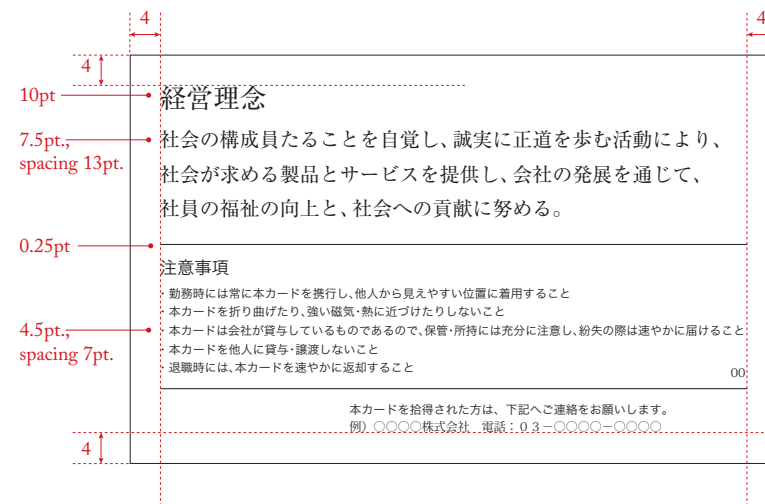 4
4
4
10pt
経営理念
7.5pt.,
spacing 13pt.
社会の構成員たることを自覚し、誠実に正道を歩む活動により、
社会が求める製品とサービスを提供し、会社の発展を通じて、
社員の福祉の向上と、社会への貢献に努める。
0.25pt
注意事項
・勤務時には常に本カードを携行し、他人から見えやすい位置に着用すること
・本カードを折り曲げたり、強い磁気・熱に近づけたりしないこと
4.5pt.,
spacing 7pt.
・本カードは会社が貸与しているものであるので、保管・所持には充分に注意し、紛失の際は速やかに届けること
・本カードを他人に貸与・譲渡しないこと
・退職時には、本カードを速やかに返却すること
00
本カードを拾得された方は、下記へご連絡をお願いします。
例）〇〇〇〇株式会社　電話：０３－〇〇〇〇－〇〇〇〇
4